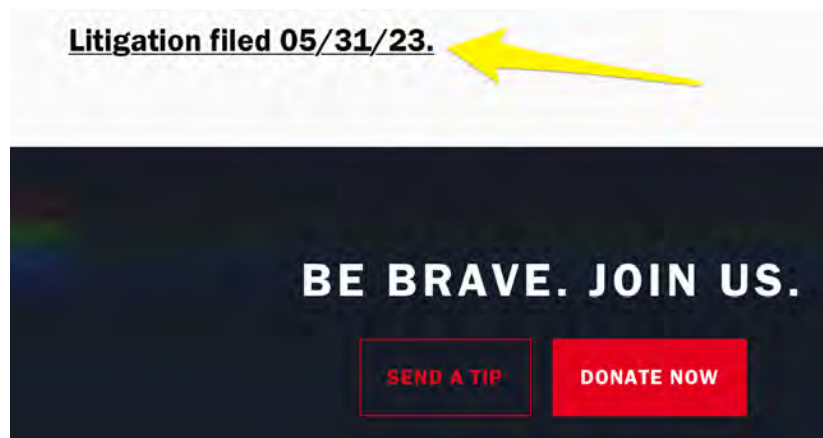 Litigation filed 05/31/23.
BE BRAVE. JOIN US.
SEND A TIP
DONATE NOW